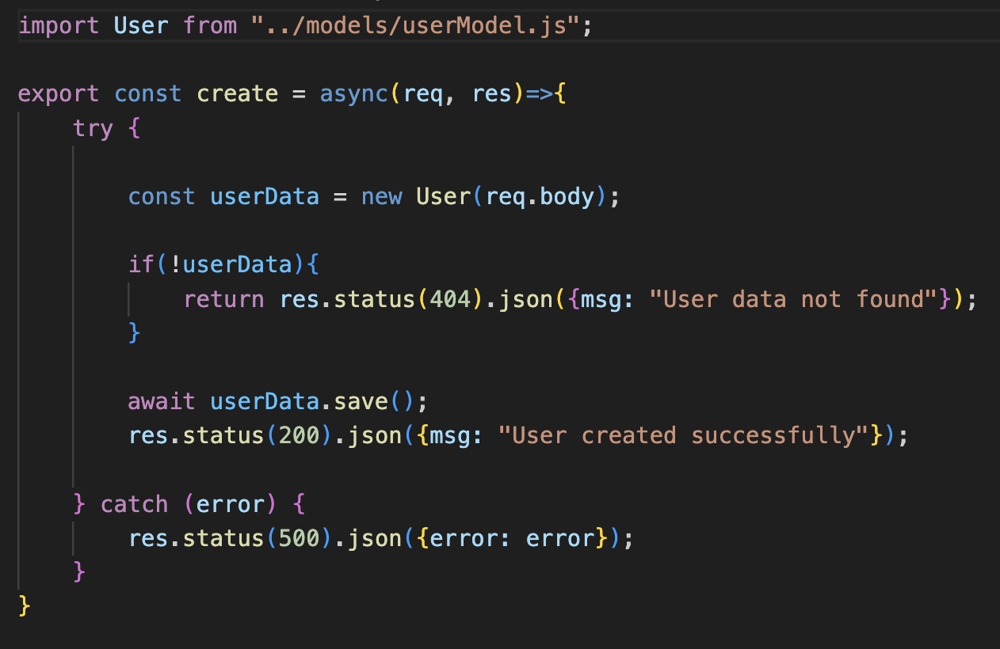 import User from "../models/userModel.js";
export const create = async(req, res)=>{
try {
const userData = new User(req.body);
if(!userData){
return res.status(404).json({msg: "User data not found"});
}
await userData.save();
res.status(200).json({msg: "User created successfully"});
} catch (error) {
res.status(500).json({error: error});
}
}